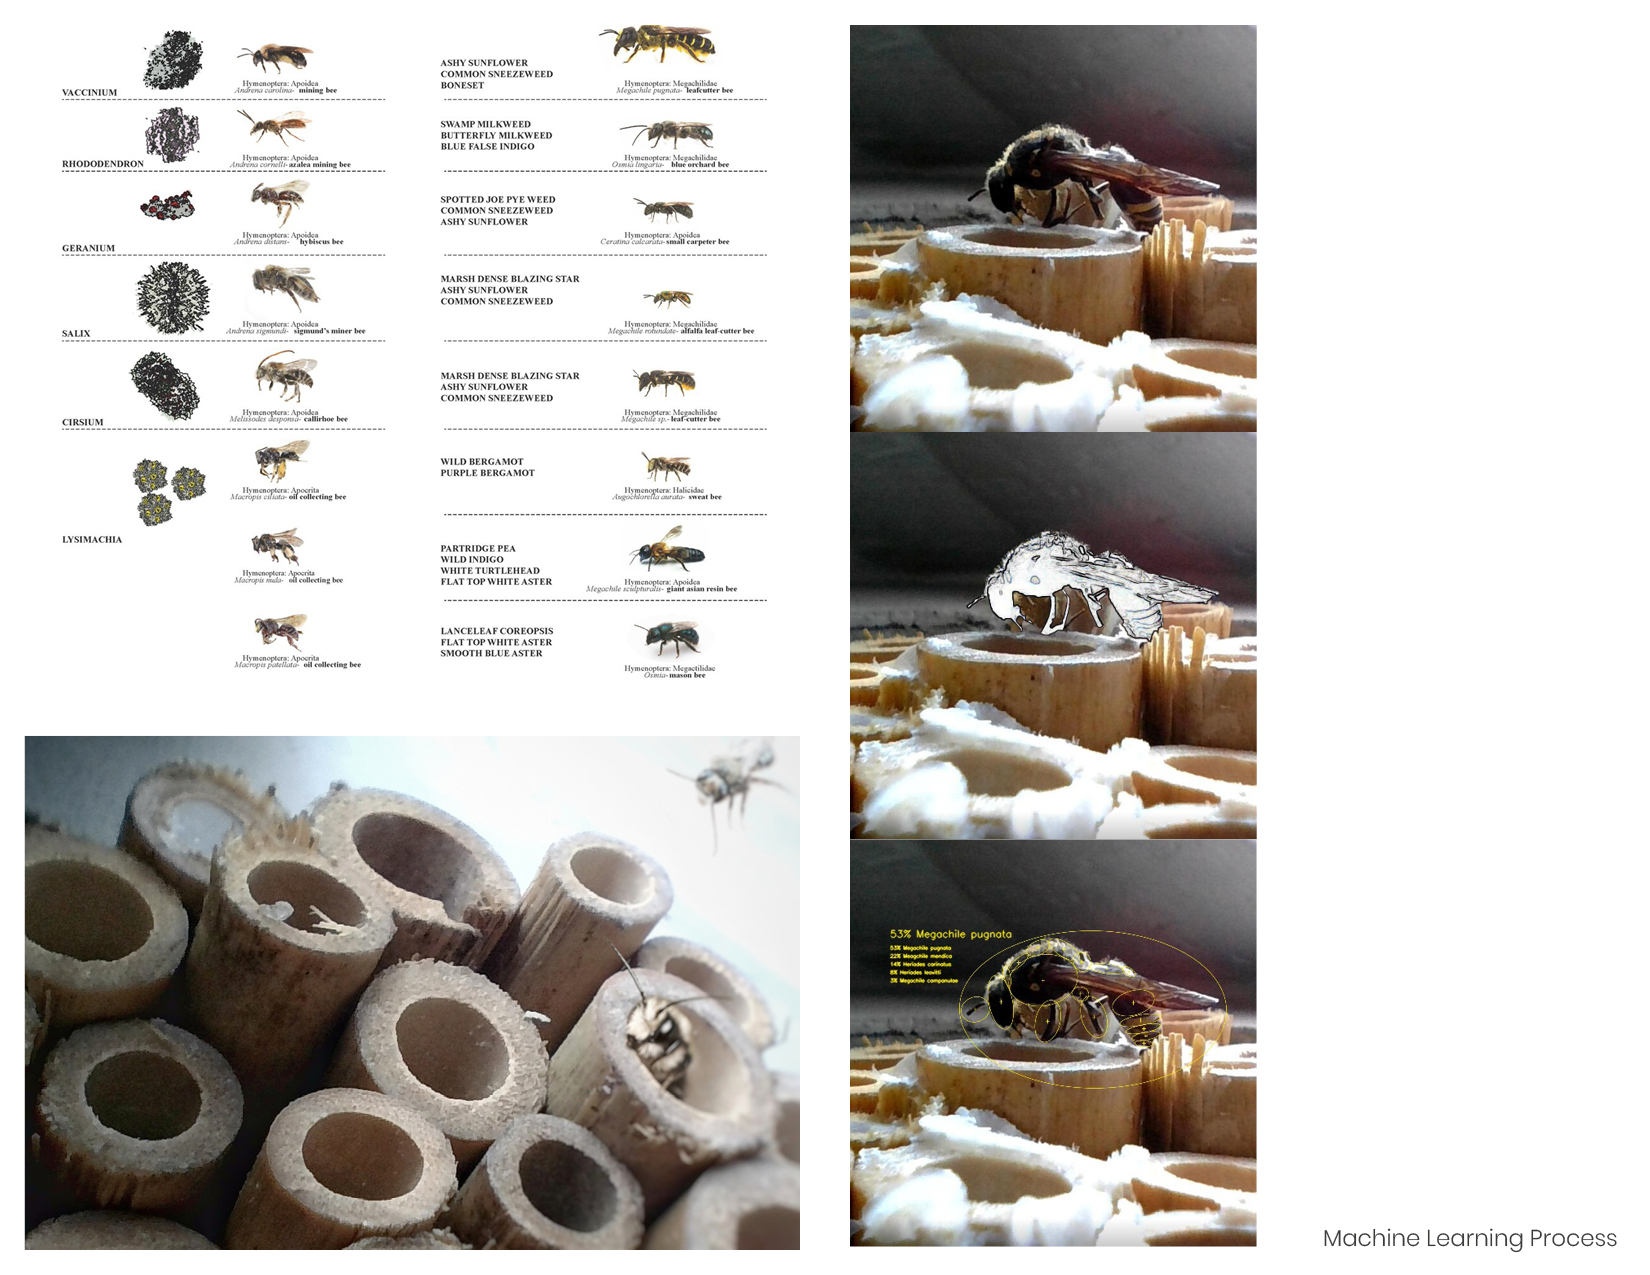 VACCINIUM
Hymenoptera: Apoidea
Andrena carolina- mining bee
RHODODENDRON
Hymenoptera: Apoidea
Andrena cornelli- azalea mining bee
GERANIUM
Hymenoptera: Apoidea
Andrena distans- hybiscus bee
SALIX
Hymenoptera: Apoidea
Andrena sigmundi- sigmund's miner bee
CIRSIUM
Hymenoptera: Apoidea
Melissodes desponsa- callirhoe bee
Hymenoptera: Apocrita
Macropis ciliata- oil collecting bee
LYSIMACHIA
Hymenoptera: Apocrita
Macropis nuda- oil collecting bee
Hymenoptera: Apocrita
Macropis patellata- oil collecting bee
ASHY SUNFLOWER
COMMON SNEEZEWEED
BONESET
Hymenoptera: Megachilidae
Megachile pugnata- leafcutter bee
SWAMP MILKWEED
BUTTERFLY MILKWEED
BLUE FALSE INDIGO
Hymenoptera: Megachilidae
Osmia lingaria- blue orchard bee
SPOTTED JOE PYE WEED
COMMON SNEEZEWEED
ASHY SUNFLOWER
Hymenoptera: Apoidea
Ceratina calcarata- small carpeter bee
MARSH DENSE BLAZING STAR
ASHY SUNFLOWER
COMMON SNEEZEWEED
Hymenoptera: Megachilidae
Megachile rotundate- alfalfa leaf-cutter bee
MARSH DENSE BLAZING STAR
ASHY SUNFLOWER
COMMON SNEEZEWEED
Hymenoptera: Megachilidae
Megachile sp.- leaf-cutter bee
WILD BERGAMOT
PURPLE BERGAMOT
Hymenoptera: Halicidae
Augochlorella aurata- sweat bee
PARTRIDGE PEA
WILD INDIGO
WHITE TURTLEHEAD
FLAT TOP WHITE ASTER
Hymenoptera: Apoidea
Megachile sculpturalis- giant asian resin bee
LANCELEAF COREOPSIS
FLAT TOP WHITE ASTER
SMOOTH BLUE ASTER
Hymenoptera: Megactilidae
Osmia- mason bee
53% Megachile pugnata
53% Megachile pugnata
22% Meagchile mendica
14% Heriades carinatus
8% Heriades leavitti
3% Megachile campanulae
Machine Learning Process